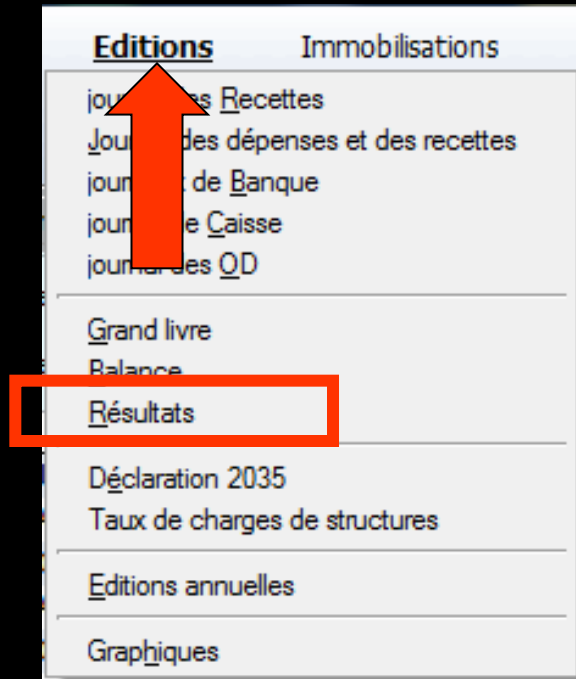 Editions Immobilisations
des Recettes
des dépenses et des recettes
de Banque
Caisse
des OD
Grand livre
Balance
Résultats
Déclaration 2035
Taux de charges de structures
Editions annuelles
Graphiques